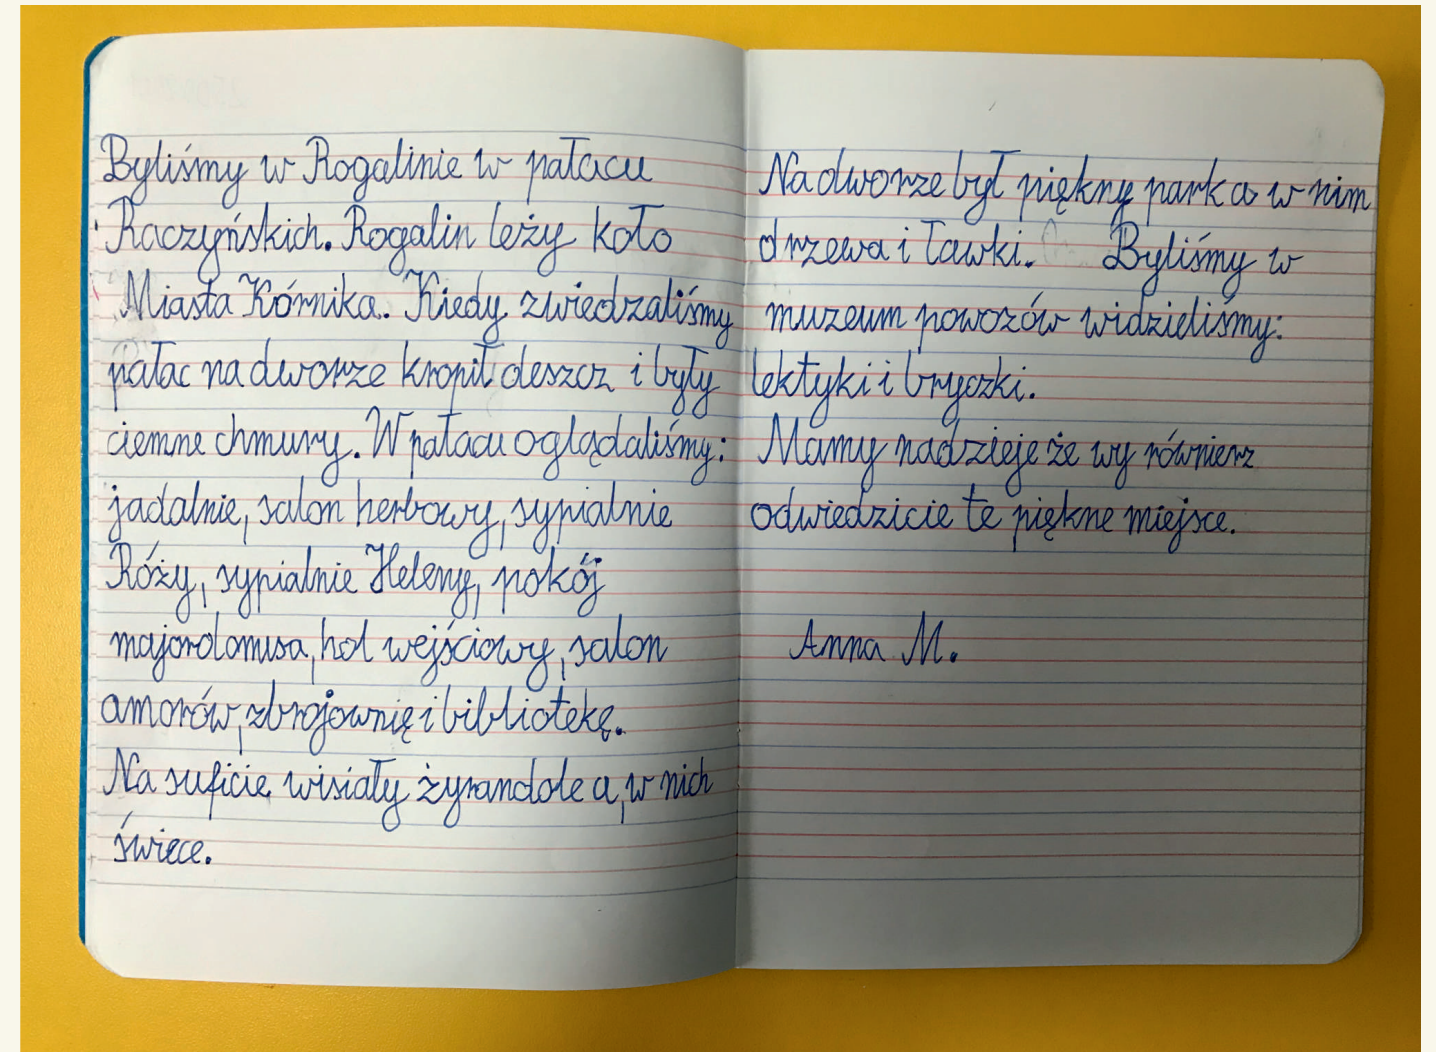 Byliśmy w Rogalinie w pałacu
Raczyńskich. Rogalin leży koło
Miasta Kórnika. Kiedy zwiedzaliśmy
pałac na dworze kropił deszcz i były
ciemne chmury. W pałacu oglądaliśmy:
jadalnie, salon herbowy, sypialnie
Róży, sypialnie Heleny, pokój
majordomusa, hol wejściowy, salon
amorów, zbrojownię i bibliotekę.
Na suficie wisiały żyrandole a, w nich
świece.
Na dworze był piękny park a w nim
drzewa i ławki. Byliśmy w
muzeum powozów widzieliśmy:
lektyki i bryczki.
Mamy nadzieje że wy równierz
odwiedzicie te piękne miejsce.
Anna M.